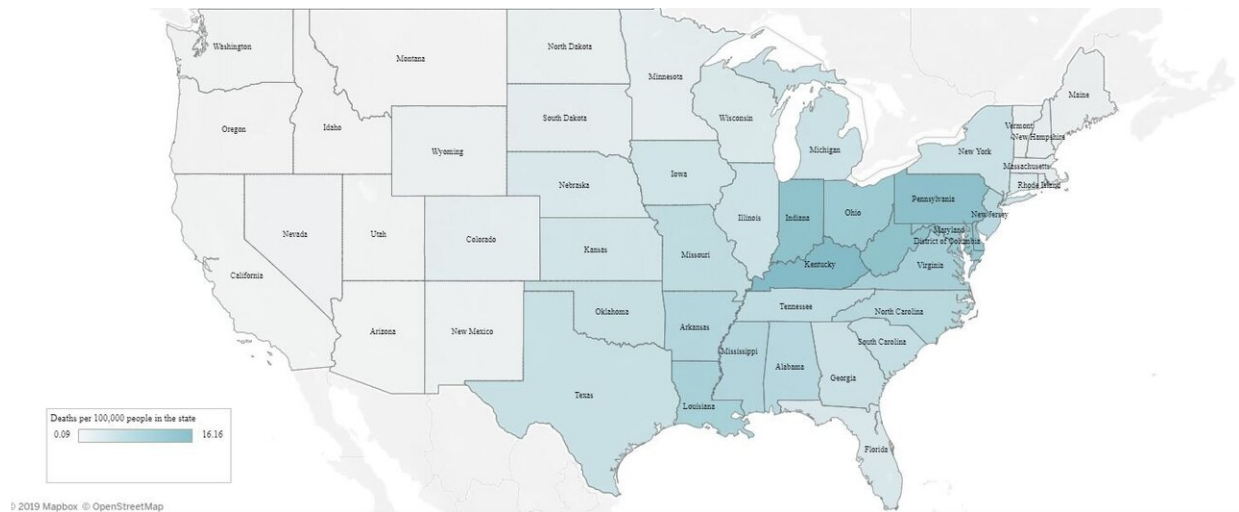 Washington
Montana
North Dakota
Minnesota
Maine
Oregon
Idaho
South Dakota
Wisconsin
Vermont
New Hampshire
Wyoming
Michigan
New York
Massachusetts
Iowa
Rhode Island
Nebraska
Pennsylvania
Nevada
Utah
Colorado
Illinois
Indiana
Ohio
New Jersey
Maryland
District of Columbia
California
Kansas
Missouri
Kentucky
Virginia
Arizona
New Mexico
Oklahoma
Arkansas
Tennessee
North Carolina
Mississippi
Alabama
South Carolina
Georgia
Texas
Louisiana
Florida
Deaths per 100,000 people in the state
0.09 16.16
© 2019 Mapbox © OpenStreetMap